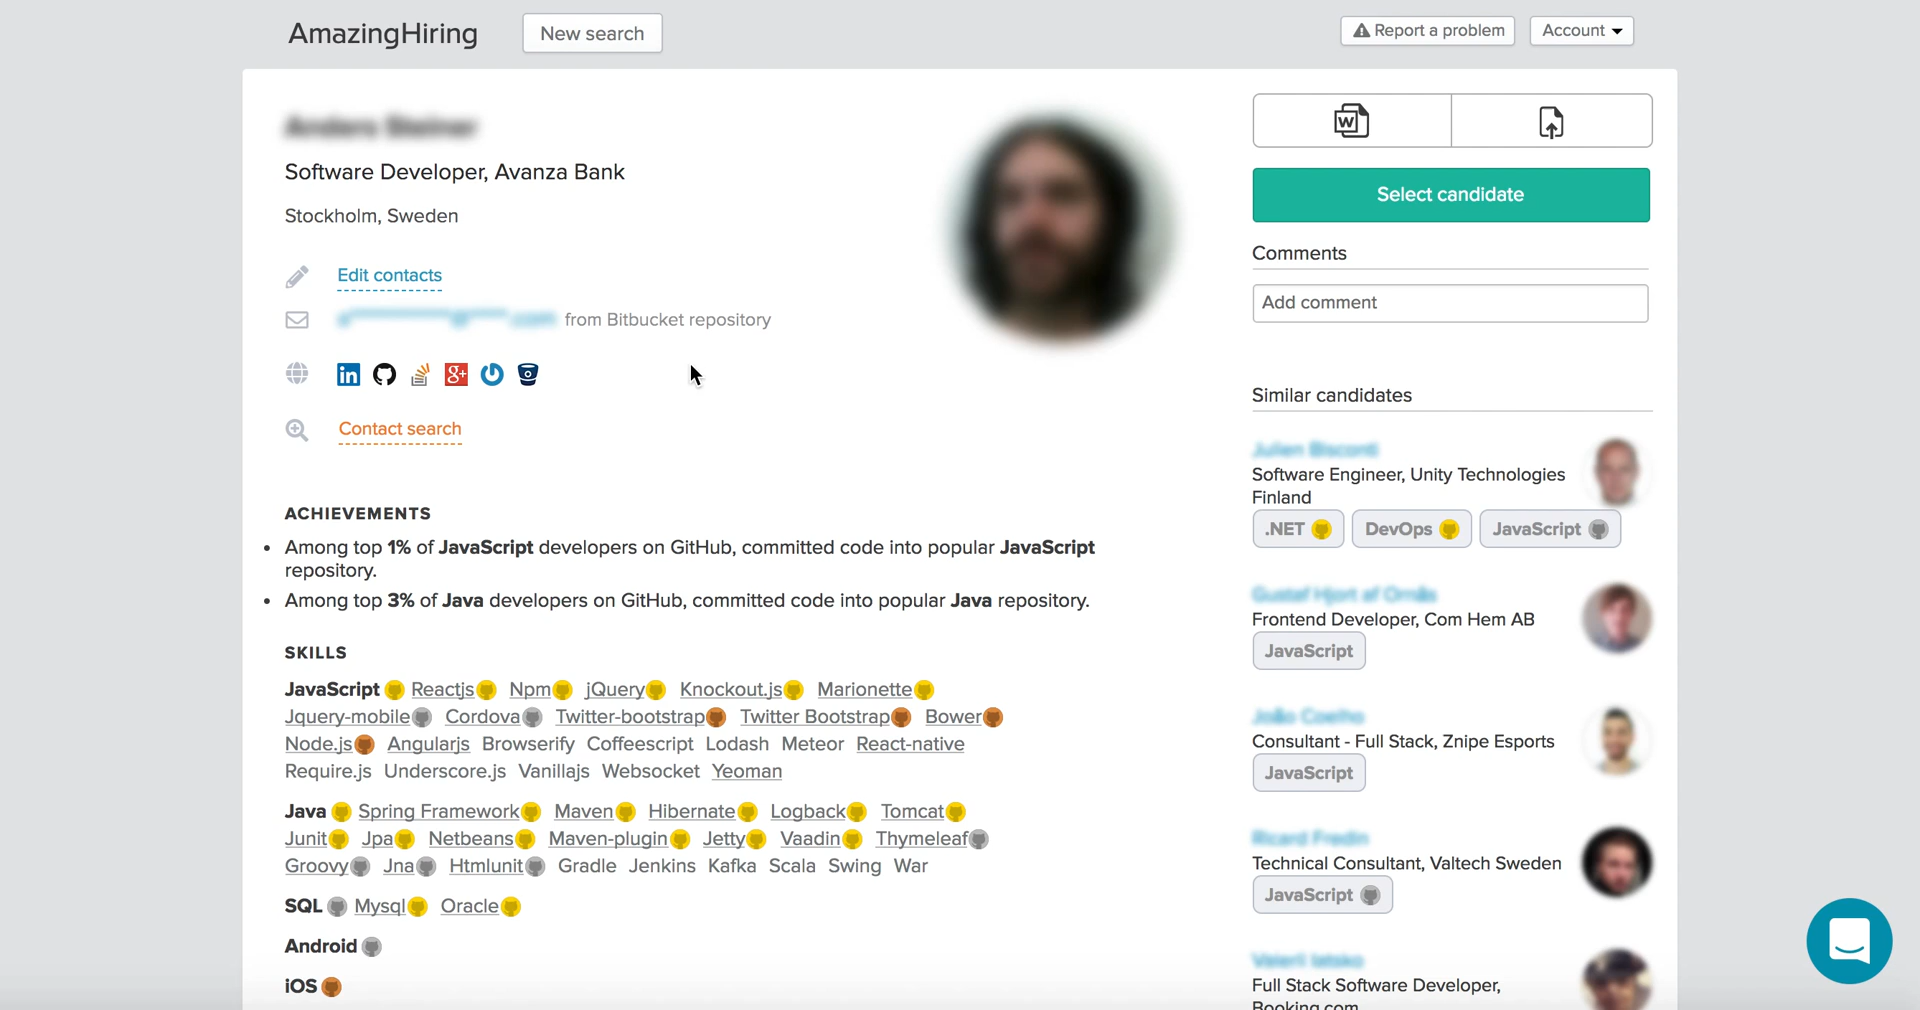 AmazingHiring
New search
Report a problem
Account
Software Developer, Avanza Bank
Stockholm, Sweden
Edit contacts
from Bitbucket repository
in
g+
Contact search
ACHIEVEMENTS
• Among top 1% of JavaScript developers on GitHub, committed code into popular JavaScript
repository.
• Among top 3% of Java developers on GitHub, committed code into popular Java repository.
SKILLS
JavaScript Reactjs Npm jQuery Knockout.js Marionette
Jquery-mobile Cordova Twitter-bootstrap Twitter Bootstrap Bower
Node.js Angularjs Browserify Coffeescript Lodash Meteor React-native
Require.js Underscore.js Vanillajs Websocket Yeoman
Java Spring Framework Maven Hibernate Logback Tomcat
Junit Jpa Netbeans Maven-plugin Jetty Vaadin Thymeleaf
Groovy Jna Htmlunit Gradle Jenkins Kafka Scala Swing War
SQL Mysql Oracle
Android
iOS
W
Select candidate
Comments
Add comment
Similar candidates
Software Engineer, Unity Technologies
Finland
.NET DevOps JavaScript
Frontend Developer, Com Hem AB
JavaScript
Consultant - Full Stack, Znipe Esports
JavaScript
Technical Consultant, Valtech Sweden
JavaScript
Full Stack Software Developer,
Booking.com